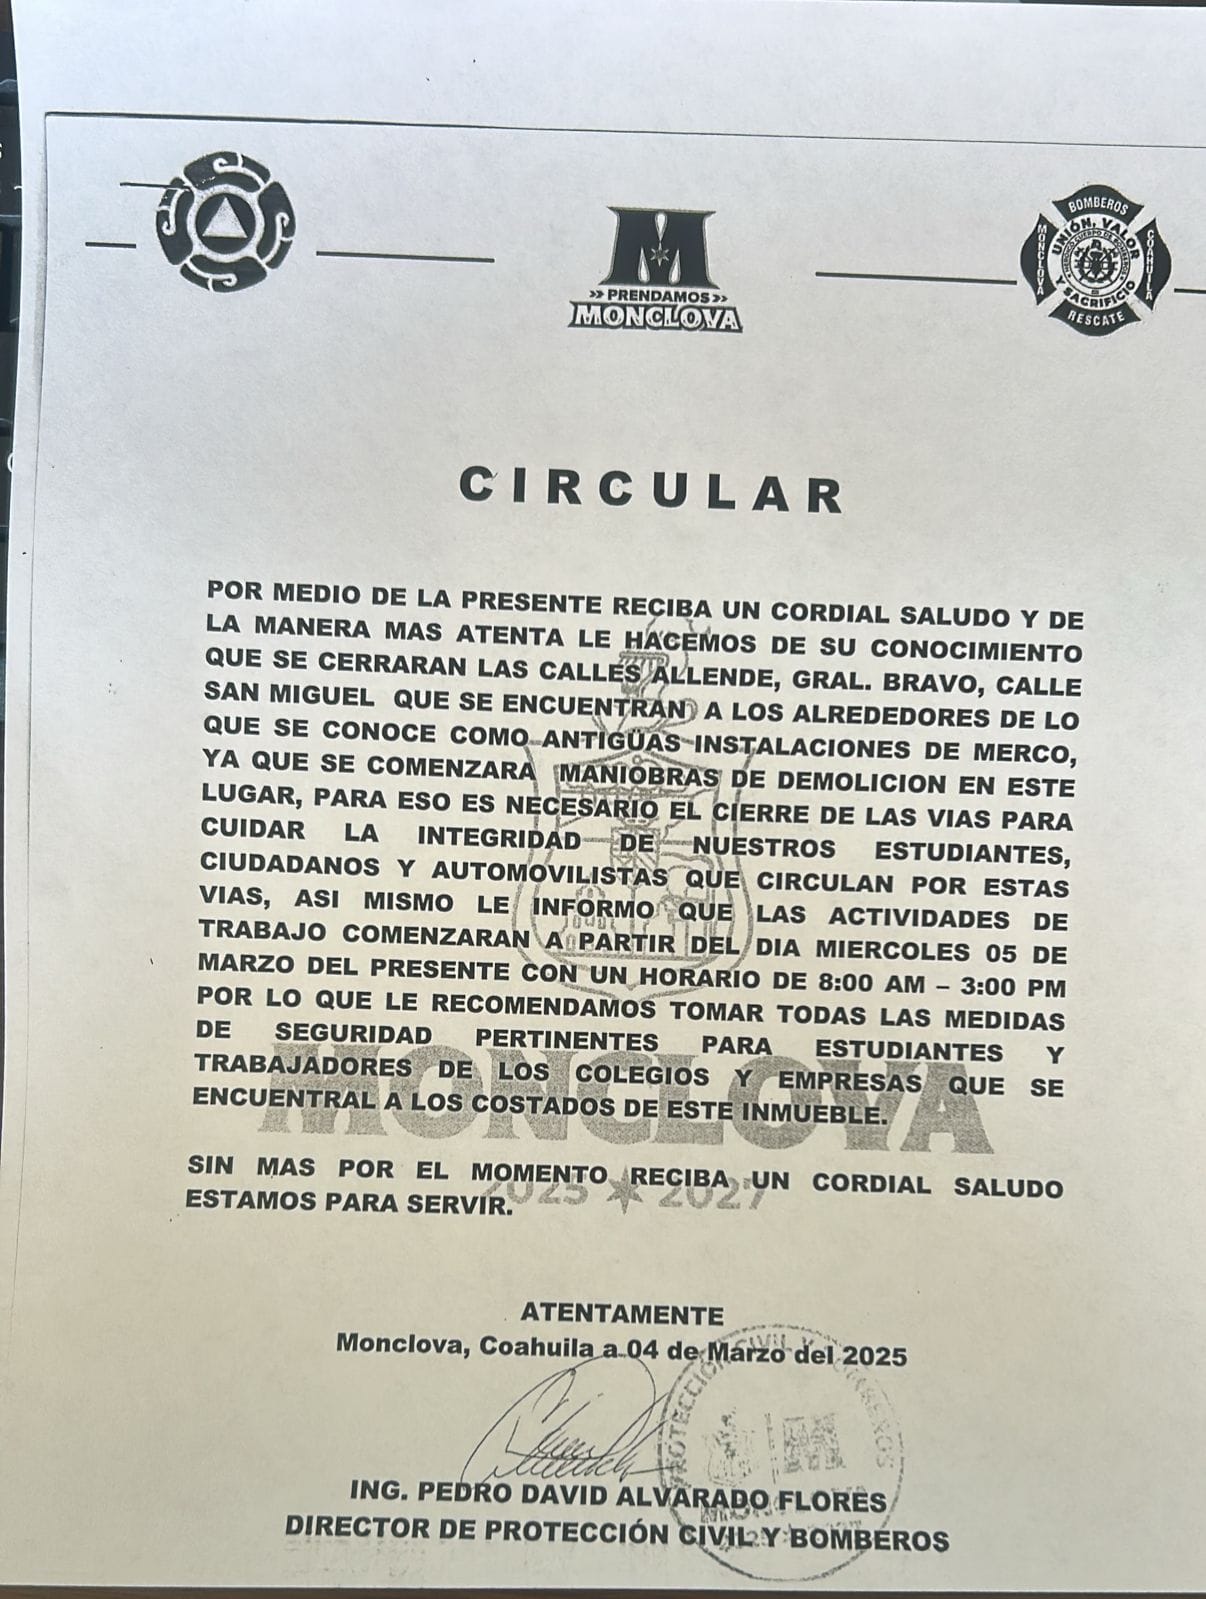 BOMBEROS
MONCLOVA
COAHUILA
UNIÓN, VALOR
Y SACRIFICIO
RESCATE
M
>> PRENDAMOS >>
MONCLOVA
CIRCULAR
POR MEDIO DE LA PRESENTE RECIBA UN CORDIAL SALUDO Y DE
LA MANERA MAS ATENTA LE HACEMOS DE SU CONOCIMIENTO
QUE SE CERRARAN LAS CALLES ALLENDE, GRAL. BRAVO, CALLE
SAN MIGUEL QUE SE ENCUENTRAN A LOS ALREDEDORES DE LO
QUE SE CONOCE COMO ANTIGÜAS INSTALACIONES DE MERCO,
YA QUE SE COMENZARA MANIOBRAS DE DEMOLICION EN ESTE
LUGAR, PARA ESO ES NECESARIO EL CIERRE DE LAS VIAS PARA
CUIDAR LA INTEGRIDAD DE NUESTROS ESTUDIANTES,
CIUDADANOS Y AUTOMOVILISTAS QUE CIRCULAN POR ESTAS
VIAS, ASI MISMO LE INFORMO QUE LAS ACTIVIDADES DE
TRABAJO COMENZARAN A PARTIR DEL DIA MIERCOLES 05 DE
MARZO DEL PRESENTE CON UN HORARIO DE 8:00 AM – 3:00 PM
POR LO QUE LE RECOMENDAMOS TOMAR TODAS LAS MEDIDAS
DE SEGURIDAD PERTINENTES PARA ESTUDIANTES Y
TRABAJADORES DE LOS COLEGIOS Y EMPRESAS QUE SE
ENCUENTRAL A LOS COSTADOS DE ESTE INMUEBLE.
MONCLOVA
SIN MAS POR EL MOMENTO RECIBA UN CORDIAL SALUDO
2025 2027
ESTAMOS PARA SERVIR.
ATENTAMENTE
Monclova, Coahuila a 04 de Marzo del 2025
PROTECCIÓN CIVIL Y BOMBEROS
ING. PEDRO DAVID ALVARADO FLORES
DIRECTOR DE PROTECCIÓN CIVIL Y BOMBEROS